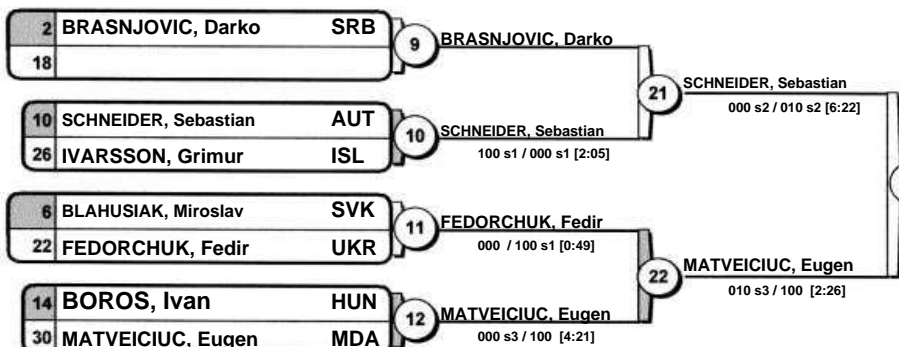 2 BRASNJOVIC, Darko SRB
18
9
BRASNJOVIC, Darko
10 SCHNEIDER, Sebastian AUT
26 IVARSSON, Grimur ISL
10
SCHNEIDER, Sebastian
100 s1 / 000 s1 [2:05]
21
SCHNEIDER, Sebastian
000 s2 / 010 s2 [6:22]
6 BLAHUSIAK, Miroslav SVK
22 FEDORCHUK, Fedir UKR
11
FEDORCHUK, Fedir
000 / 100 s1 [0:49]
14 BOROS, Ivan HUN
30 MATVEICIUC, Eugen MDA
12
MATVEICIUC, Eugen
000 s3 / 100 [4:21]
22
MATVEICIUC, Eugen
010 s3 / 100 [2:26]